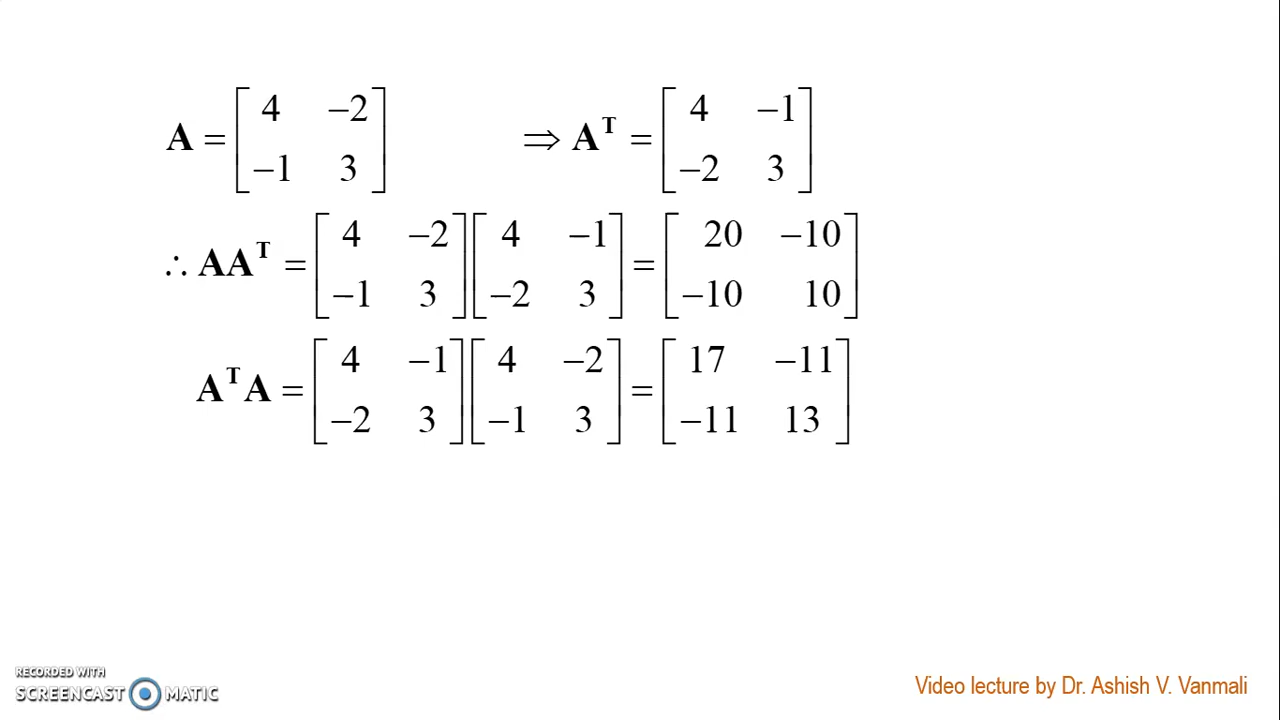 A = [4 −2; −1 3] ⇒ Aᵀ = [4 −1; −2 3]
∴ AAᵀ = [4 −2; −1 3][4 −1; −2 3] = [20 −10; −10 10]
AᵀA = [4 −1; −2 3][4 −2; −1 3] = [17 −11; −11 13]
RECORDED WITH
SCREENCAST MATIC
Video lecture by Dr. Ashish V. Vanmali